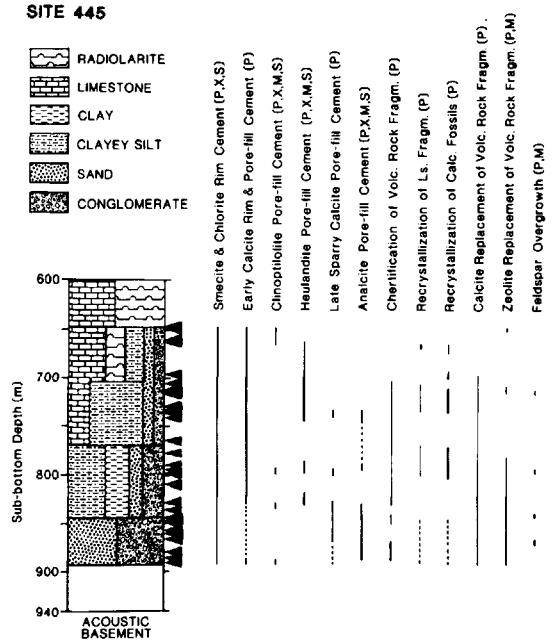 SITE 445
RADIOLARITE
LIMESTONE
CLAY
CLAYEY SILT
SAND
CONGLOMERATE
Smecite & Chlorite Rim Cement (P,X,S)
Early Calcite Rim & Pore-fill Cement (P)
Clinoptilolite Pore-fill Cement (P,X,M,S)
Heulandite Pore-fill Cement (P,X,M,S)
Late Sparry Calcite Pore-fill Cement (P)
Analcite Pore-fill Cement (P,X,M,S)
Chertification of Volc. Rock Fragm. (P)
Recrystallization of Ls. Fragm. (P)
Recrystallization of Calc. Fossils (P)
Calcite Replacement of Volc. Rock Fragm. (P).
Zeolite Replacement of Volc. Rock Fragm. (P,M)
Feldspar Overgrowth (P,M)
Sub-bottom Depth (m)
600
700
800
900
940
ACOUSTIC
BASEMENT